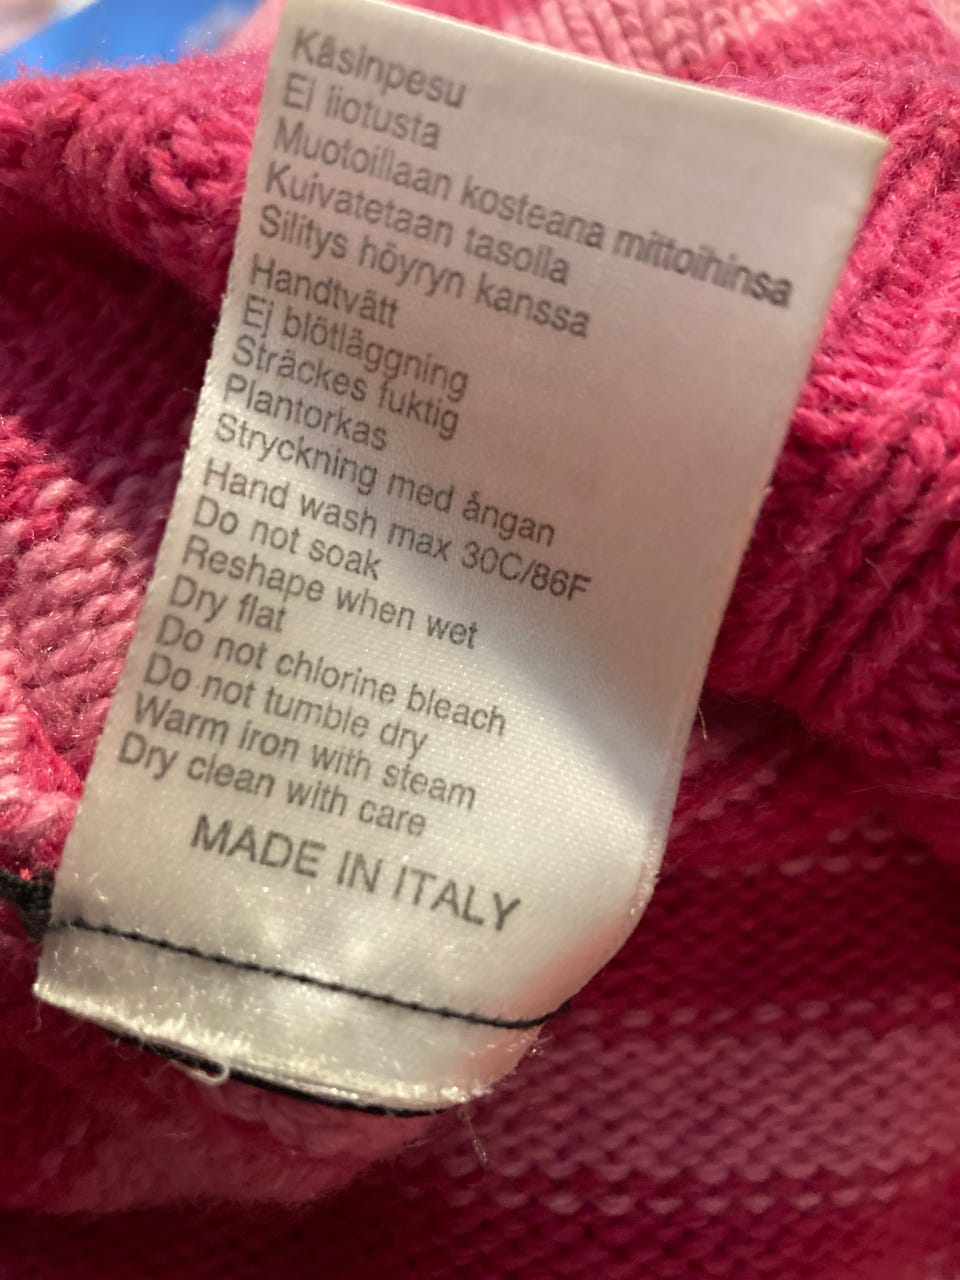 Käsinpesu
Ei liotusta
Muotoillaan kosteana mittoihinsa
Kuivatetaan tasolla
Silitys höyryn kanssa
Handtvätt
Ej blötläggning
Sträckes fuktig
Plantorkas
Stryckning med ångan
Hand wash max 30C/86F
Do not soak
Reshape when wet
Dry flat
Do not chlorine bleach
Do not tumble dry
Warm iron with steam
Dry clean with care
MADE IN ITALY